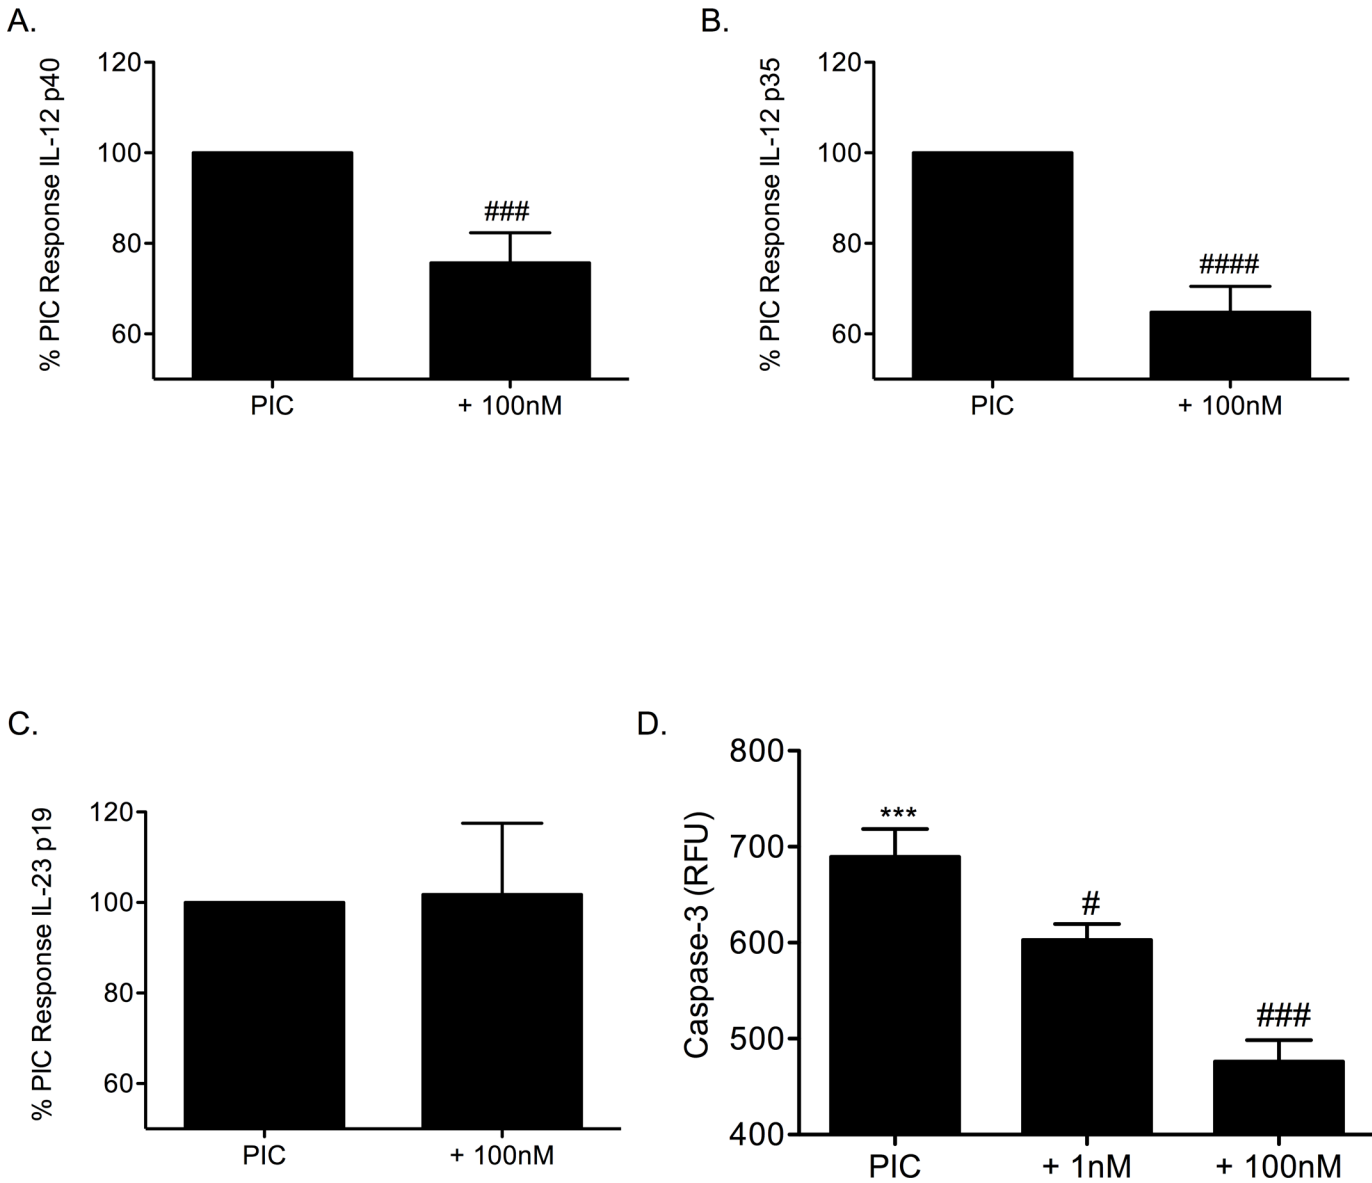 A.
% PIC Response IL-12 p40
120
100
80
60
###
PIC
+ 100nM
B.
% PIC Response IL-12 p35
120
100
80
60
####
PIC
+ 100nM
C.
% PIC Response IL-23 p19
120
100
80
60
PIC
+ 100nM
D.
Caspase-3 (RFU)
800
700
600
500
400
***
#
###
PIC
+ 1nM
+ 100nM